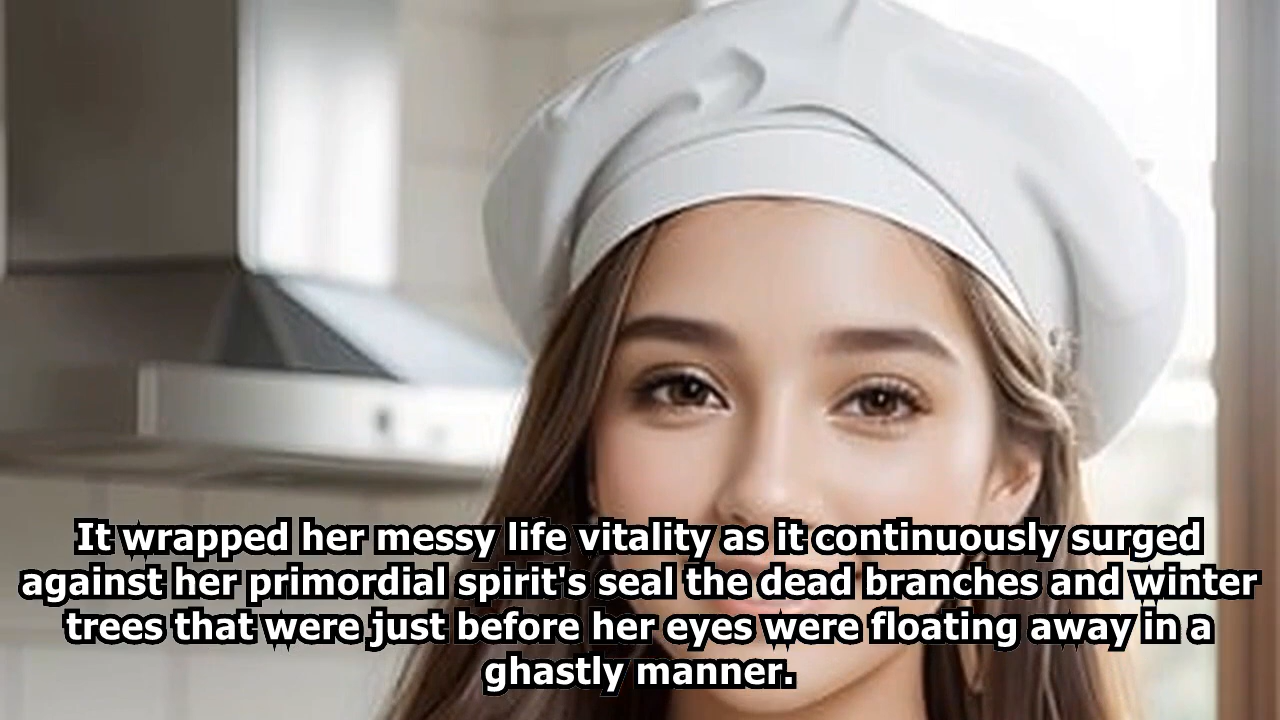 It wrapped her messy life vitality as it continuously surged
against her primordial spirit's seal the dead branches and winter
trees that were just before her eyes were floating away in a
ghastly manner.